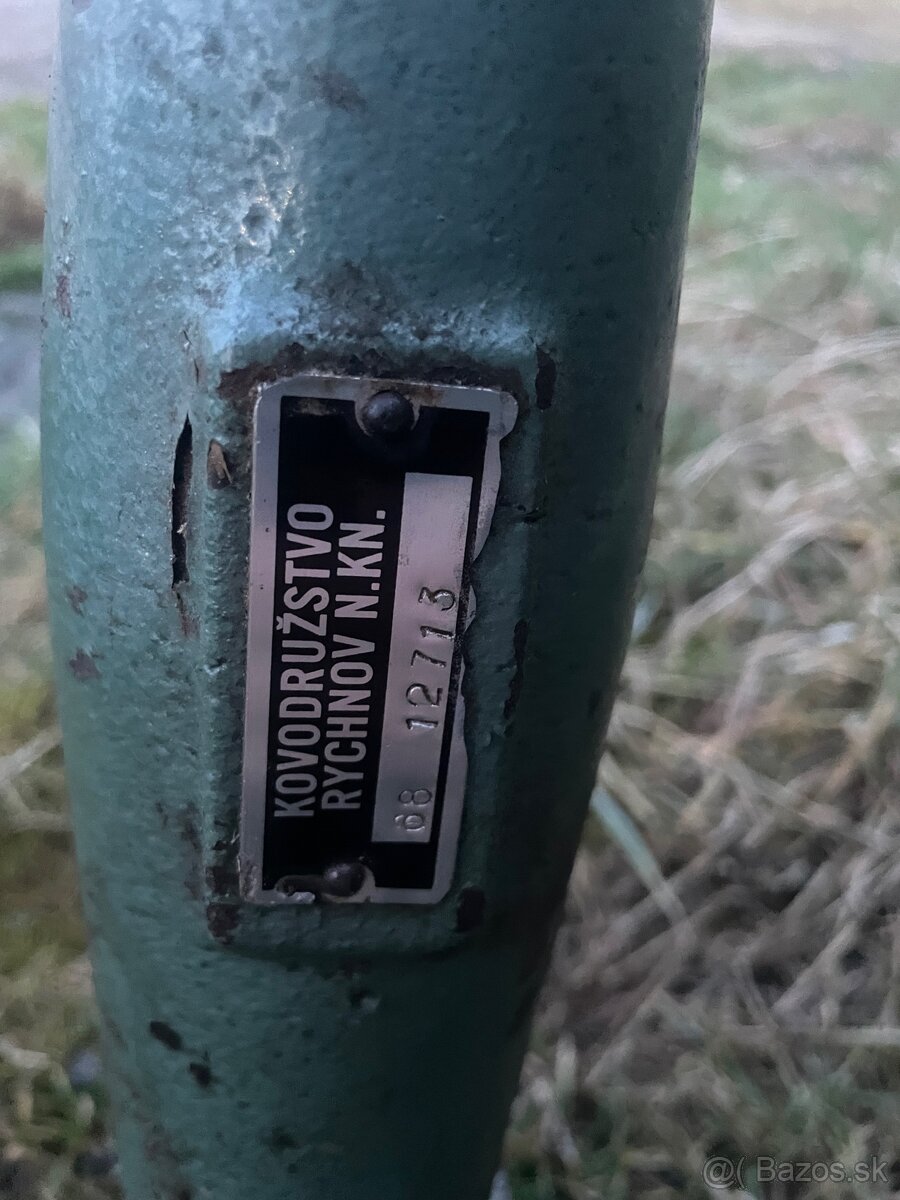 KOVODRUŽSTVO
RYCHNOV N.KN.
68 12713
@( Bazos.sk